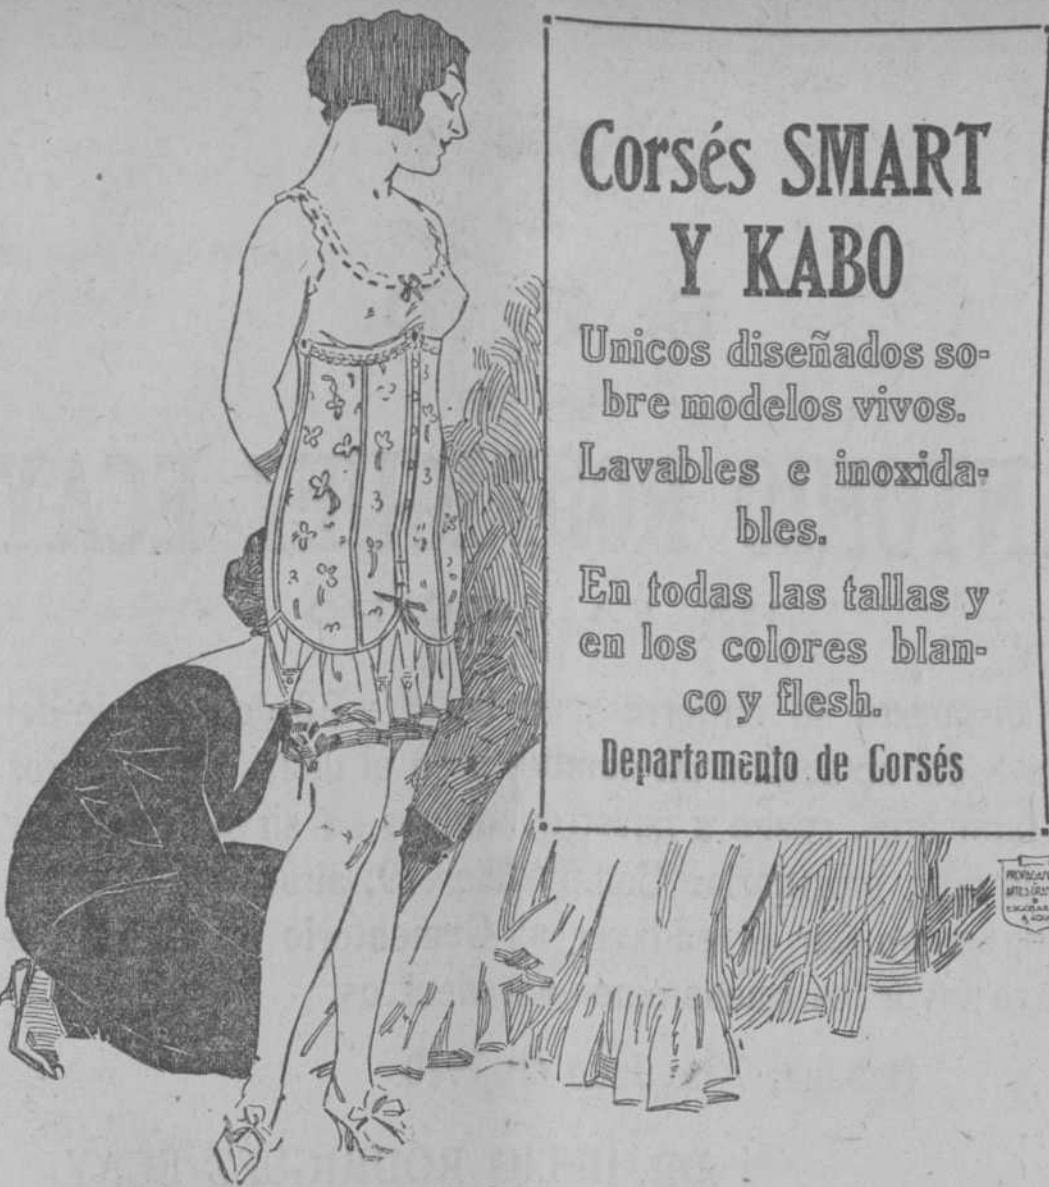 Corsés SMART
Y KABO
Unicos diseñados so-
bre modelos vivos.
Lavables e inoxida-
bles.
En todas las tallas y
en los colores blan-
co y flesh.
Departamento de Corsés